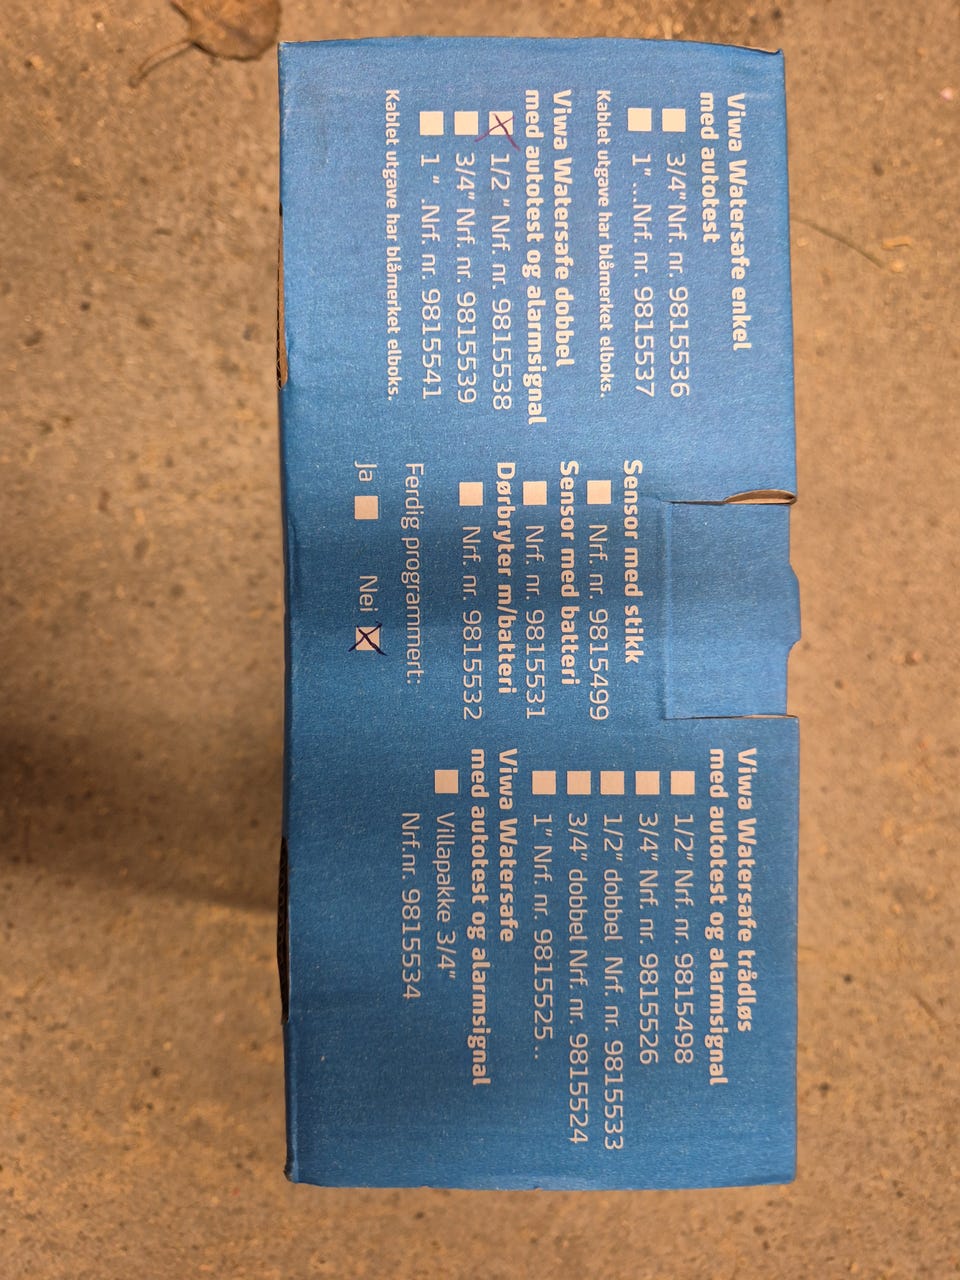 Viwa Watersafe enkel
med autotest
3/4" Nrf. nr. 9815536
1" ...Nrf. nr. 9815537
Kablet utgave har blåmerket elboks.
Viwa Watersafe dobbel
med autotest og alarmsignal
1/2 " Nrf. nr. 9815538
3/4" Nrf. nr. 9815539
1 " .Nrf. nr. 9815541
Kablet utgave har blåmerket elboks.
Sensor med stikk
Nrf. nr. 9815499
Sensor med batteri
Nrf. nr. 9815531
Dørbryter m/batteri
Nrf. nr. 9815532
Ferdig programmert:
Ja Nei
Viwa Watersafe trådløs
med autotest og alarmsignal
1/2" Nrf. nr. 9815498
3/4" Nrf. nr. 9815526
1/2" dobbel Nrf. nr. 9815533
3/4" dobbel Nrf. nr. 9815524
1" Nrf. nr. 9815525..
Viwa Watersafe
med autotest og alarmsignal
Villapakke 3/4"
Nrf.nr. 9815534